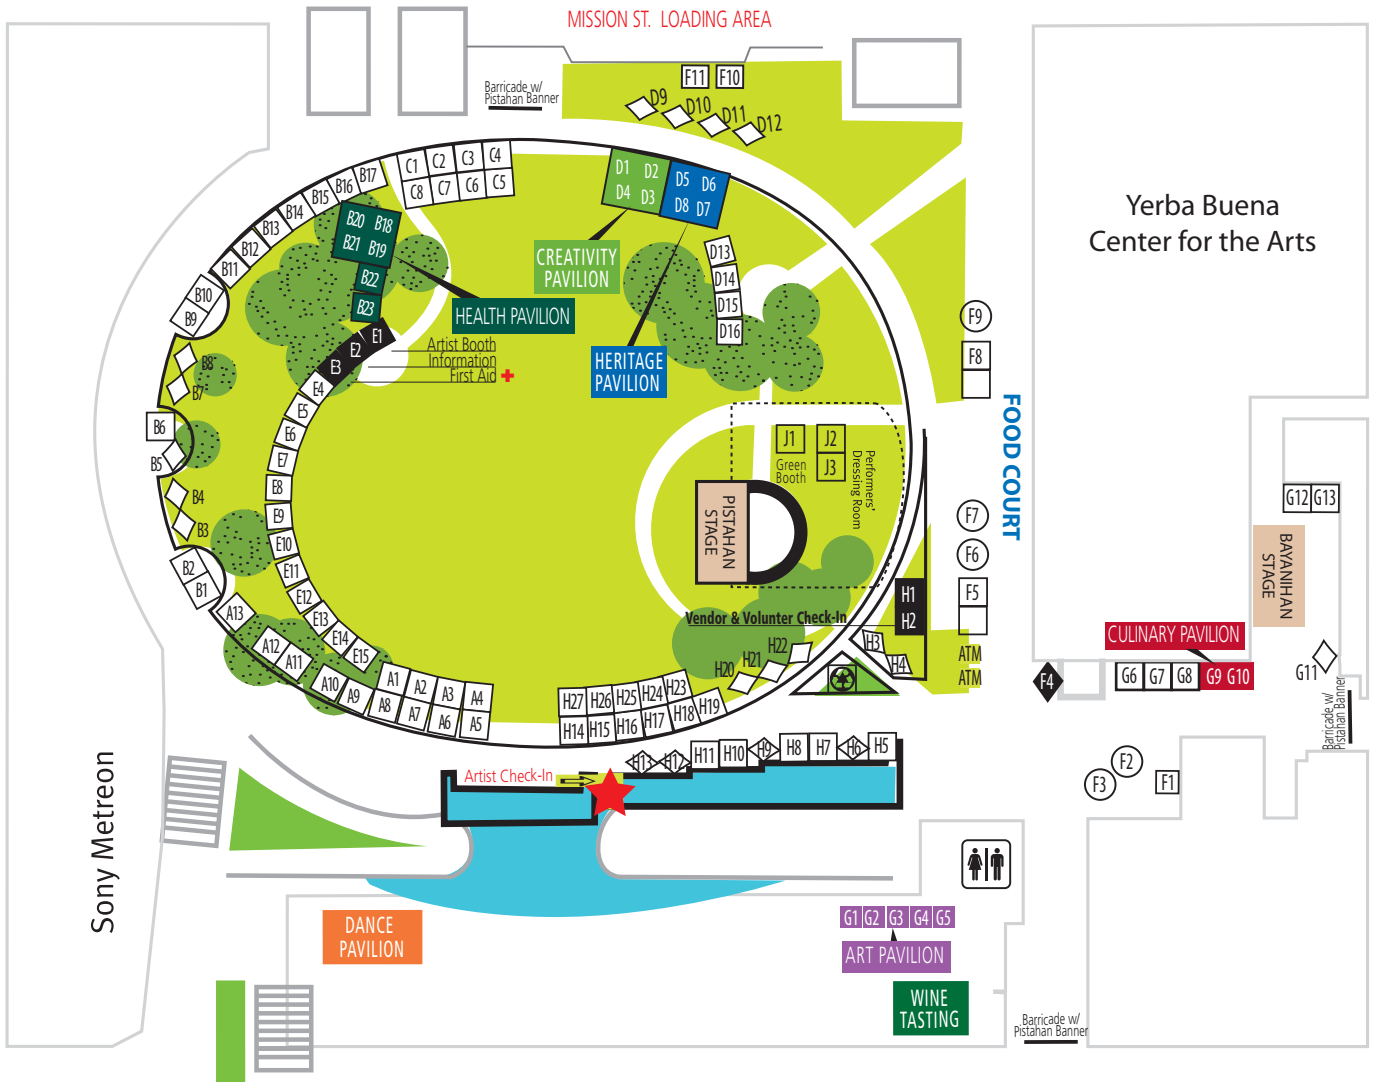 MISSION ST. LOADING AREA
Barricade w/
Pistahan Banner
F11
F10
D9
D10
D11
D12
C1
C2
C3
C4
C8
C7
C6
C5
B17
B16
B15
B14
B13
B12
B11
B10
B9
B20
B18
B21
B19
B22
B23
D1
D2
D4
D3
D5
D6
D8
D7
CREATIVITY
PAVILION
HEALTH PAVILION
HERITAGE
PAVILION
D13
D14
D15
D16
Yerba Buena
Center for the Arts
E1
E2
E3
Artist Booth
Information
First Aid
B8
B7
B6
B5
B4
B3
B2
B1
E4
E5
E6
E7
E8
E9
E10
E11
E12
E13
E14
E15
F9
F8
FOOD COURT
J1
J2
J3
Green
Booth
Performers'
Dressing Room
PISTAHAN
STAGE
F7
F6
F5
G12
G13
BAYANIHAN
STAGE
H1
H2
Vendor & Volunter Check-In
H3
H4
ATM
ATM
CULINARY PAVILION
F4
G6
G7
G8
G9
G10
G11
Barricade w/
Pistahan Banner
A13
A12
A11
A10
A9
A1
A2
A3
A4
A8
A7
A6
A5
H22
H21
H20
H27
H26
H25
H24
H23
H14
H15
H16
H17
H18
H19
H13
H12
H11
H10
H9
H8
H7
H6
H5
Artist Check-In
F2
F3
F1
Sony Metreon
DANCE
PAVILION
G1
G2
G3
G4
G5
ART PAVILION
WINE
TASTING
Barricade w/
Pistahan Banner